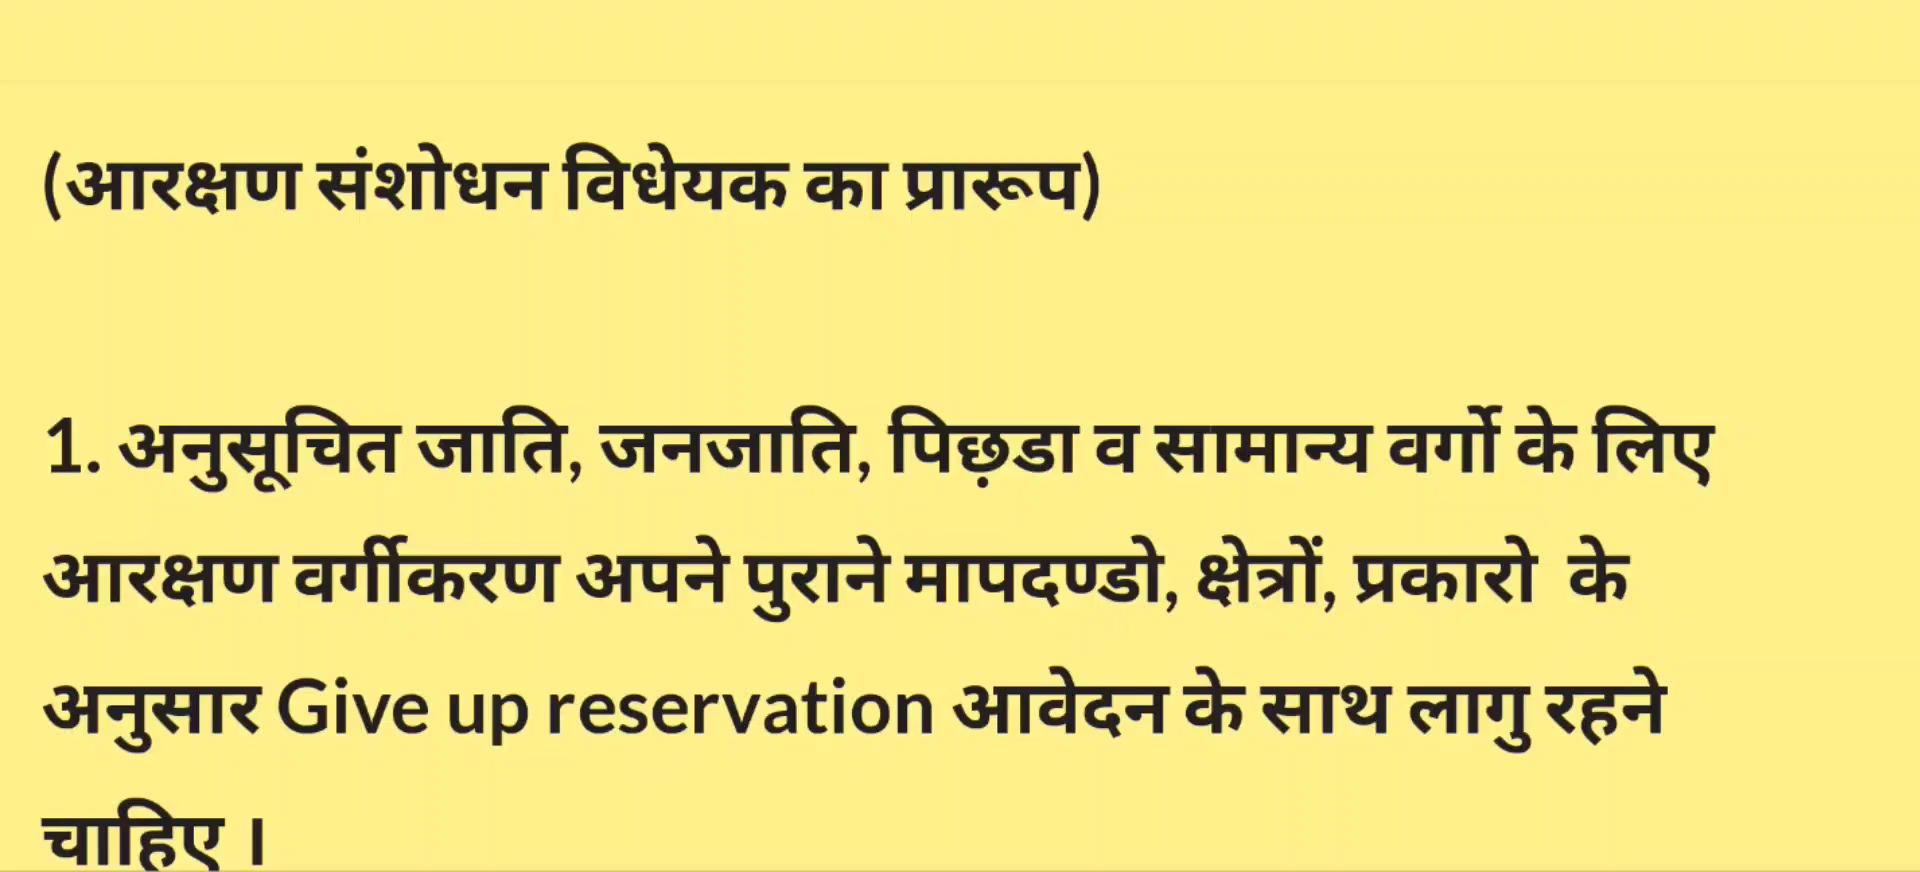 (आरक्षण संशोधन विधेयक का प्रारूप)
1. अनुसूचित जाति, जनजाति, पिछ़डा व सामान्य वर्गो के लिए
आरक्षण वर्गीकरण अपने पुराने मापदण्डो, क्षेत्रों, प्रकारो के
अनुसार Give up reservation आवेदन के साथ लागु रहने
चाहिए ।